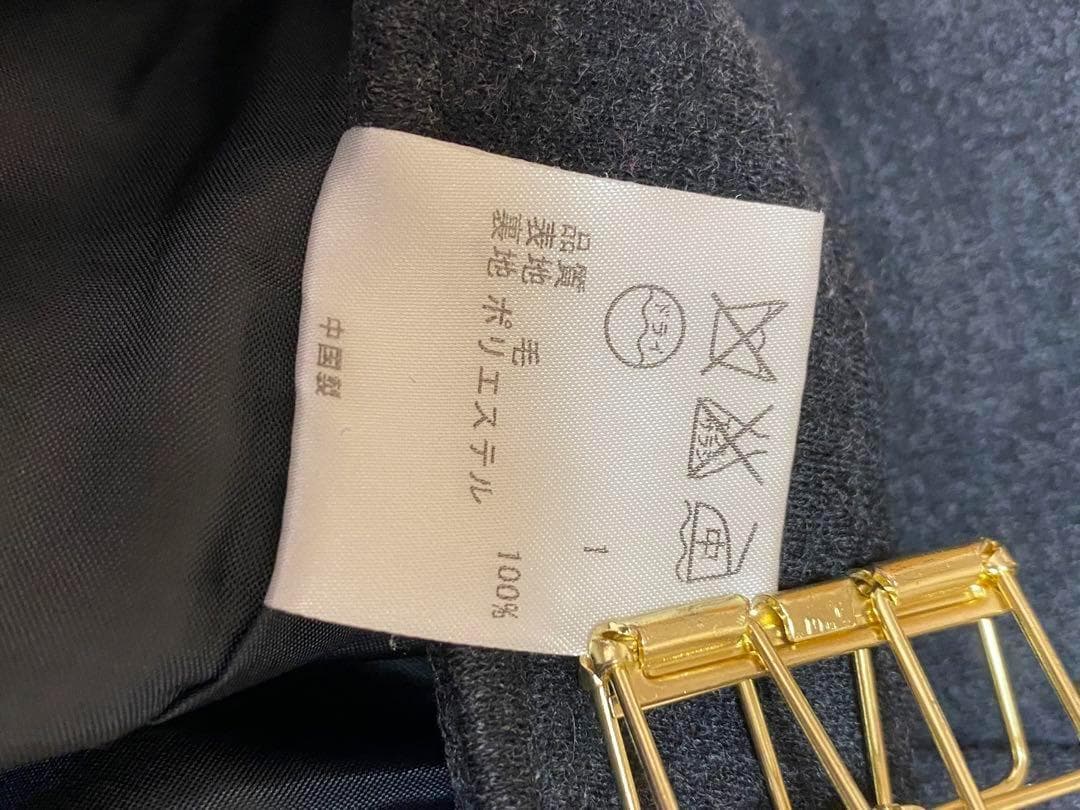 中
ドライ
品質
1
表地 毛
裏地 ポリエステル 100%
中国製